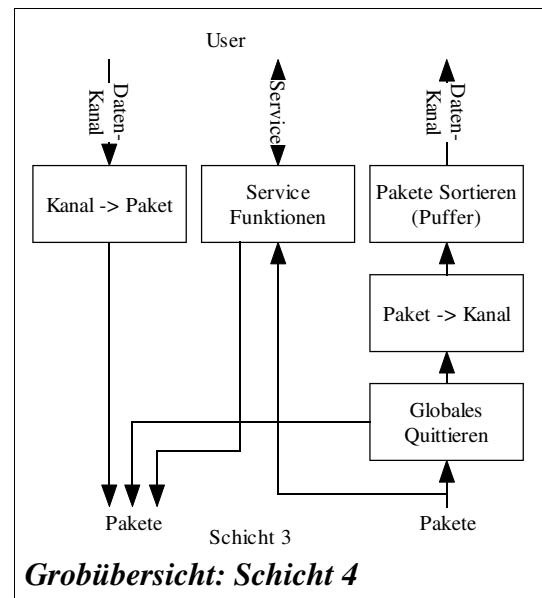 User
Daten-
Kanal
Service
Daten-
Kanal
Kanal -> Paket
Service
Funktionen
Pakete Sortieren
(Puffer)
Paket -> Kanal
Globales
Quittieren
Pakete
Schicht 3
Pakete
Grobübersicht: Schicht 4